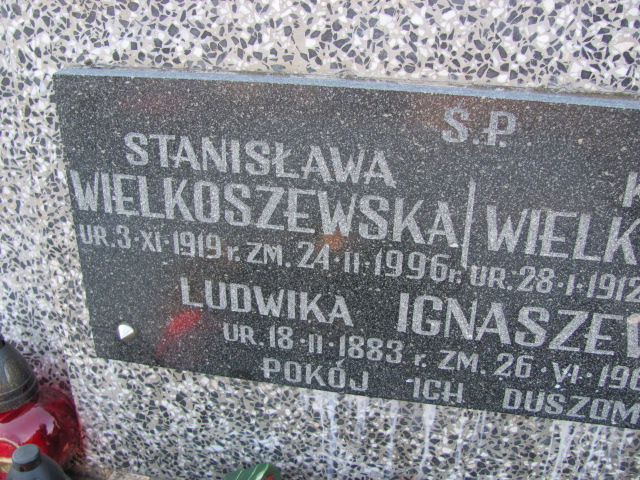 Ś.P.
STANISŁAWA
WIELKOSZEWSKA
UR. 3·XI·1919 r. ZM. 24·II·1996 r.
WIELK
UR. 28·I·1912
LUDWIKA IGNASZEW
UR. 18·II·1883 r. ZM. 26·VI·196
POKÓJ ICH DUSZOM